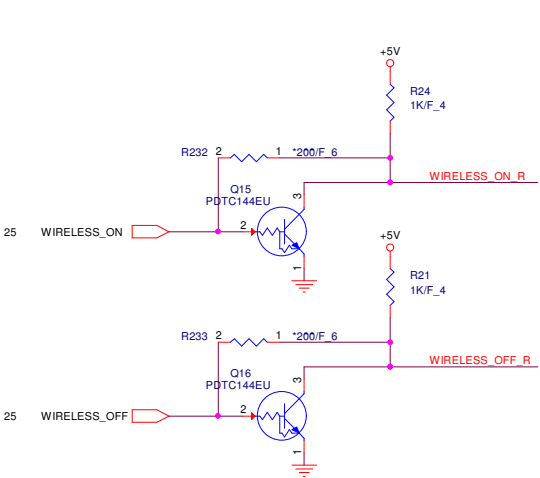 +5V
R24
1K/F_4
R232 2 1 *200/F_6
WIRELESS_ON_R
Q15
PDTC144EU
3
25 WIRELESS_ON 2
1
+5V
R21
1K/F_4
R233 2 1 *200/F_6
WIRELESS_OFF_R
Q16
PDTC144EU
3
25 WIRELESS_OFF 2
1